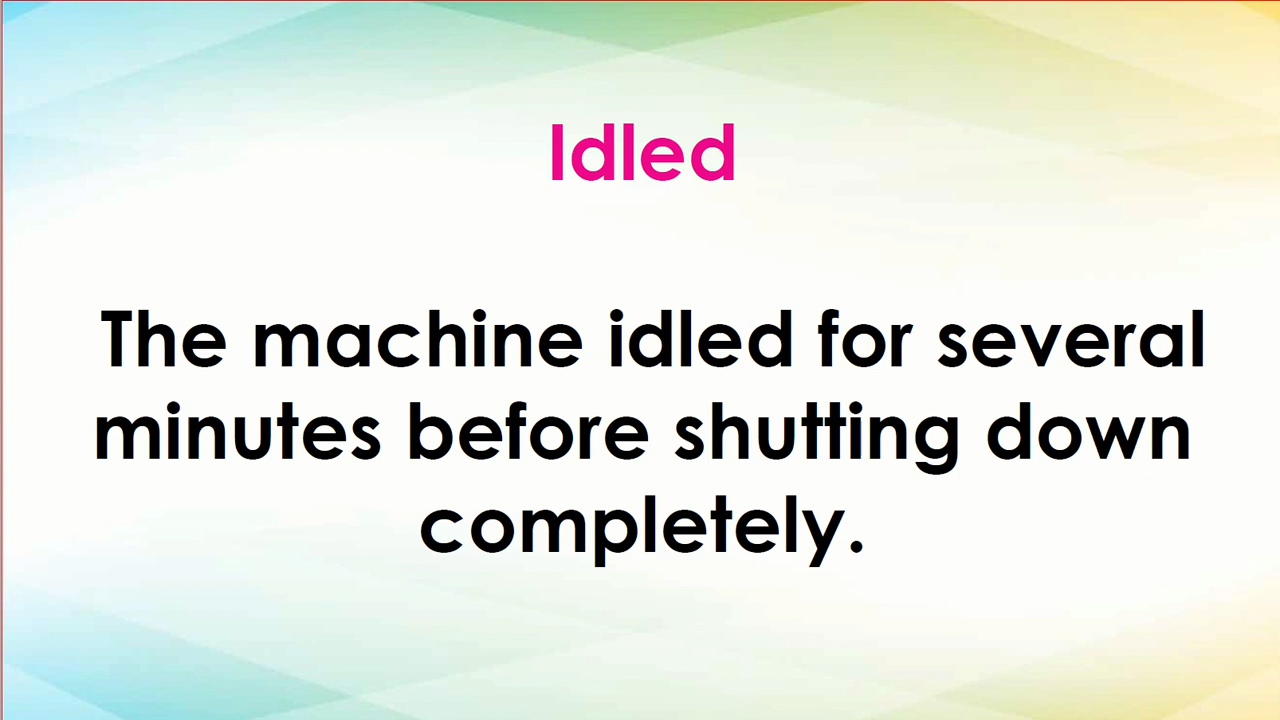 Idled
The machine idled for several
minutes before shutting down
completely.